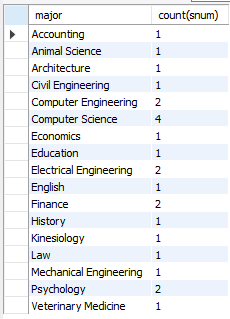 major count(snum)
Accounting 1
Animal Science 1
Architecture 1
Civil Engineering 1
Computer Engineering 2
Computer Science 4
Economics 1
Education 1
Electrical Engineering 2
English 1
Finance 2
History 1
Kinesiology 1
Law 1
Mechanical Engineering 1
Psychology 2
Veterinary Medicine 1